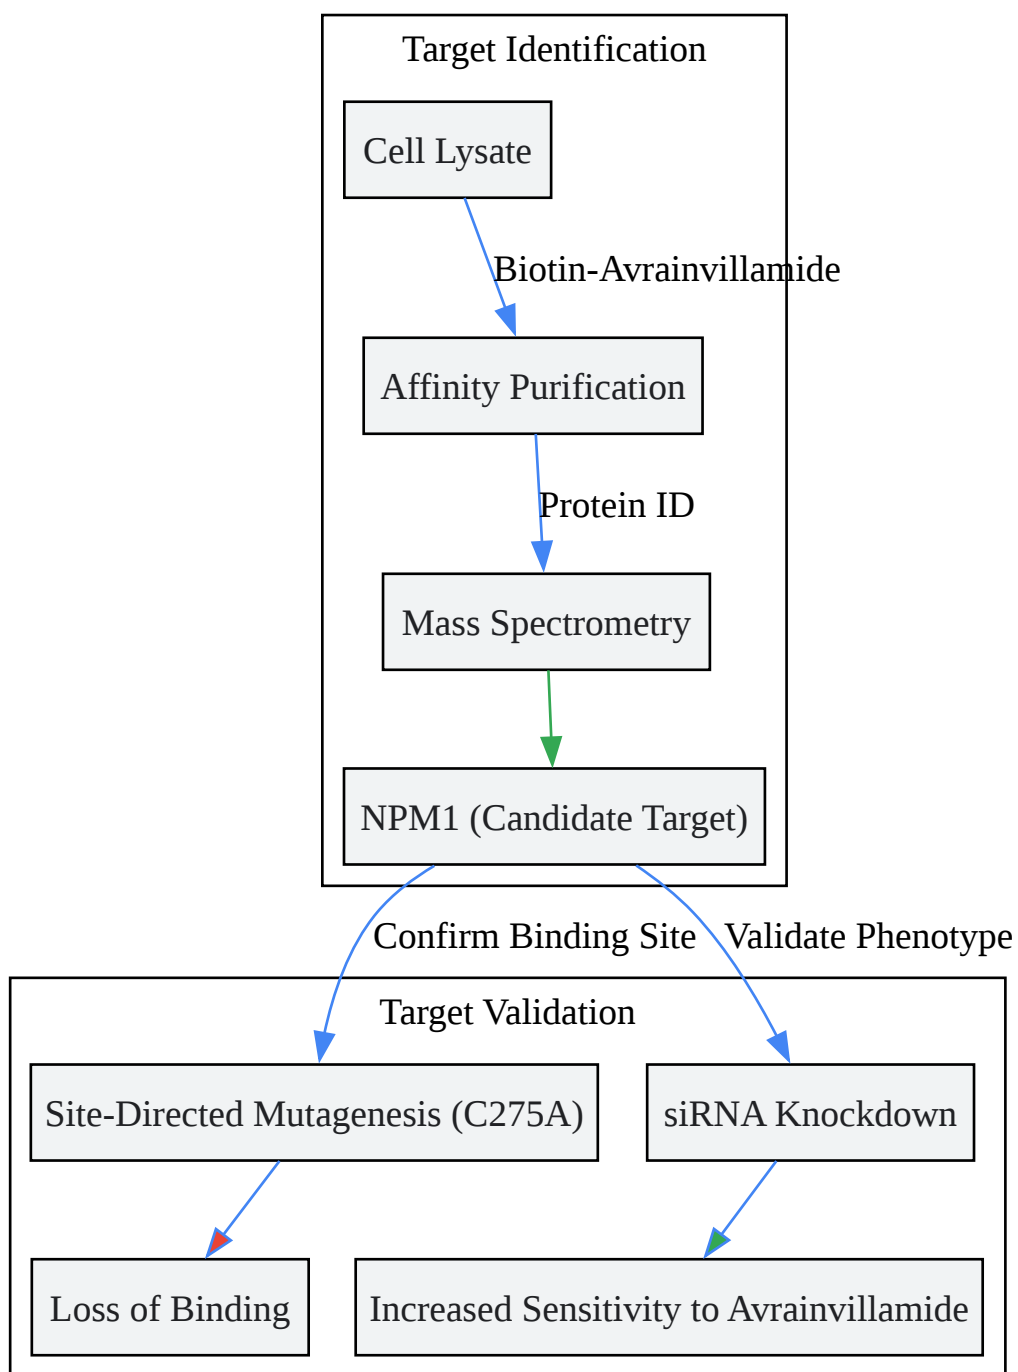 Target Identification
Cell Lysate
Biotin-Avrainvillamide
Affinity Purification
Protein ID
Mass Spectrometry
NPM1 (Candidate Target)
Confirm Binding Site
Validate Phenotype
Target Validation
Site-Directed Mutagenesis (C275A)
siRNA Knockdown
Loss of Binding
Increased Sensitivity to Avrainvillamide